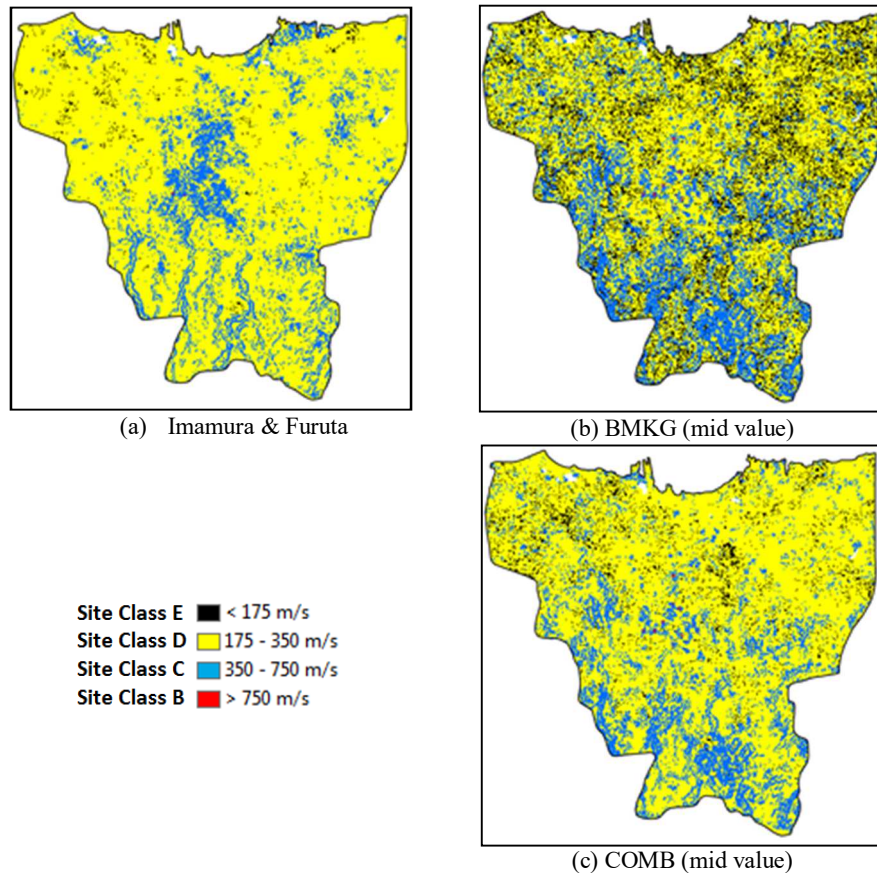 (a) Imamura & Furuta
(b) BMKG (mid value)
Site Class E < 175 m/s
Site Class D 175 - 350 m/s
Site Class C 350 - 750 m/s
Site Class B > 750 m/s
(c) COMB (mid value)